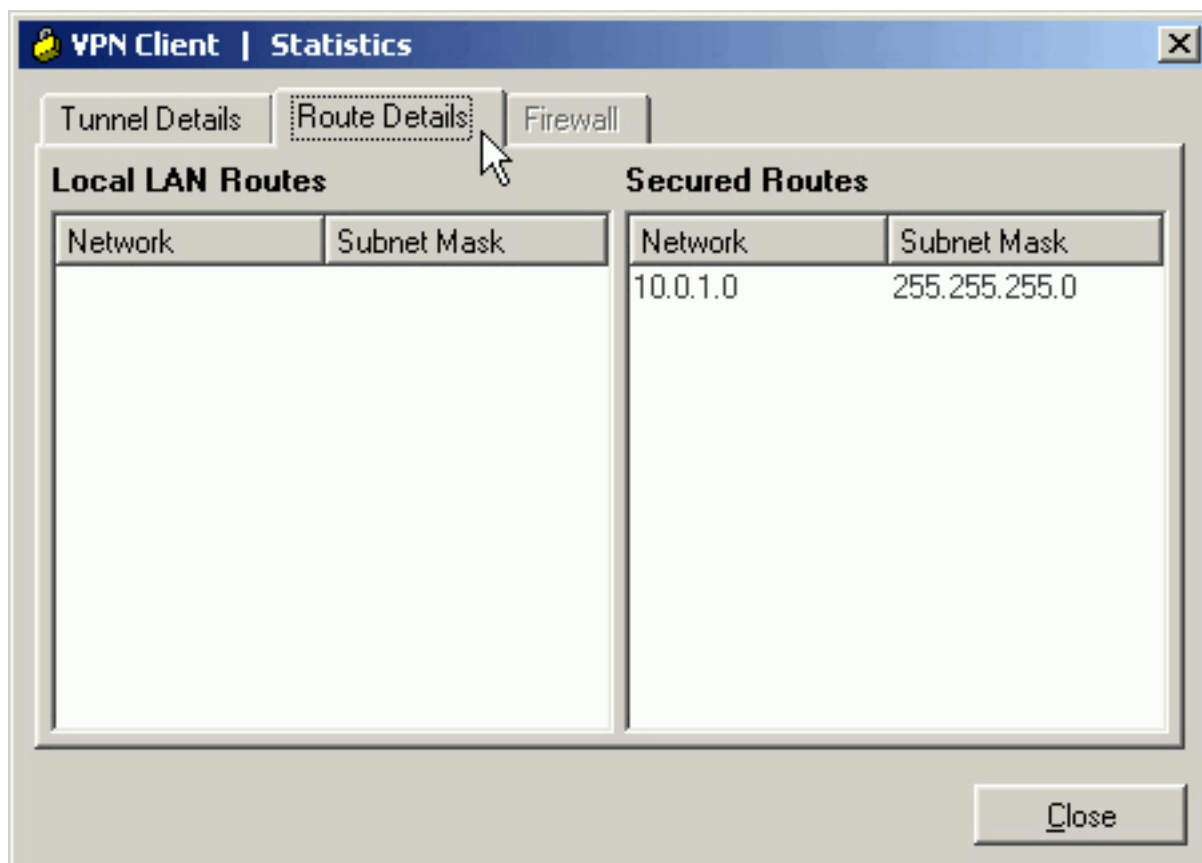 VPN Client | Statistics
Tunnel Details Route Details Firewall
Local LAN Routes Secured Routes
Network Subnet Mask Network Subnet Mask
10.0.1.0 255.255.255.0
Close